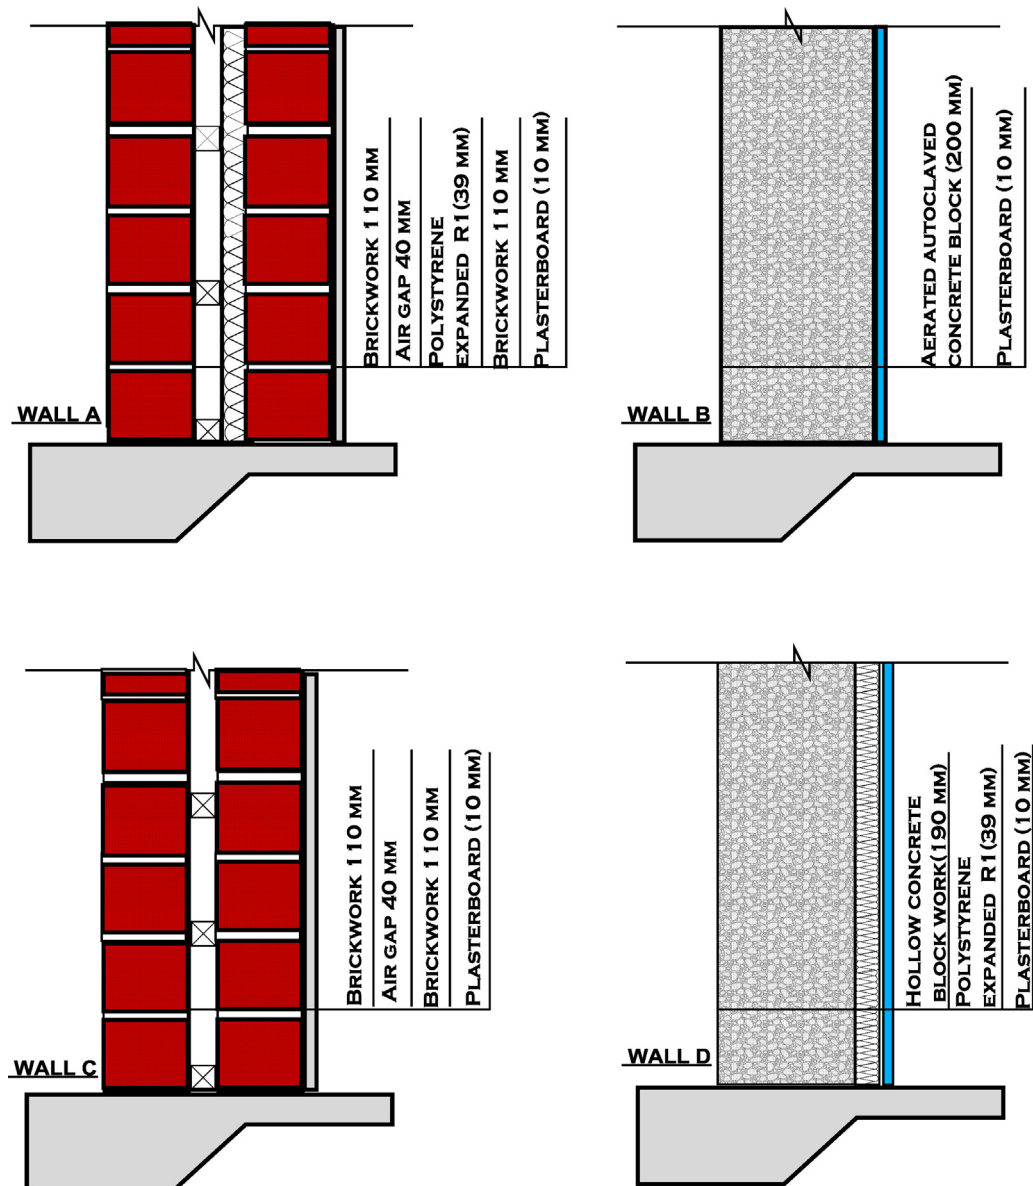 BRICKWORK 110 MM
AIR GAP 40 MM
POLYSTYRENE
EXPANDED R1(39 MM)
BRICKWORK 110 MM
PLASTERBOARD (10 MM)
WALL A
AERATED AUTOCLAVED
CONCRETE BLOCK (200 MM)
PLASTERBOARD (10 MM)
WALL B
BRICKWORK 110 MM
AIR GAP 40 MM
BRICKWORK 110 MM
PLASTERBOARD (10 MM)
WALL C
HOLLOW CONCRETE
BLOCK WORK(190 MM)
POLYSTYRENE
EXPANDED R1(39 MM)
PLASTERBOARD (10 MM)
WALL D